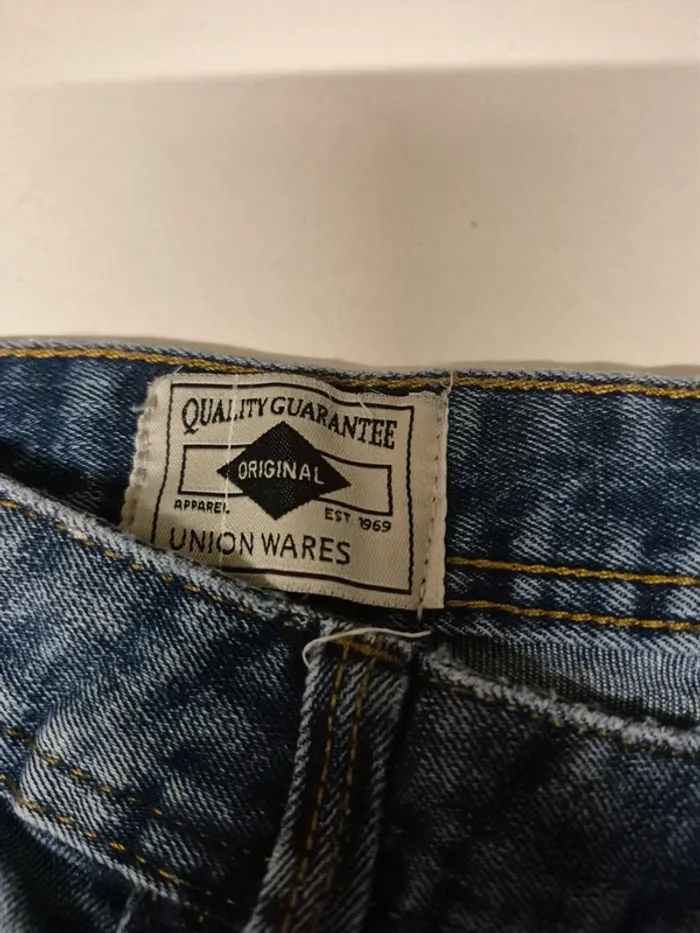 QUALITY GUARANTEE
ORIGINAL
APPAREL
EST 1969
UNION WARES